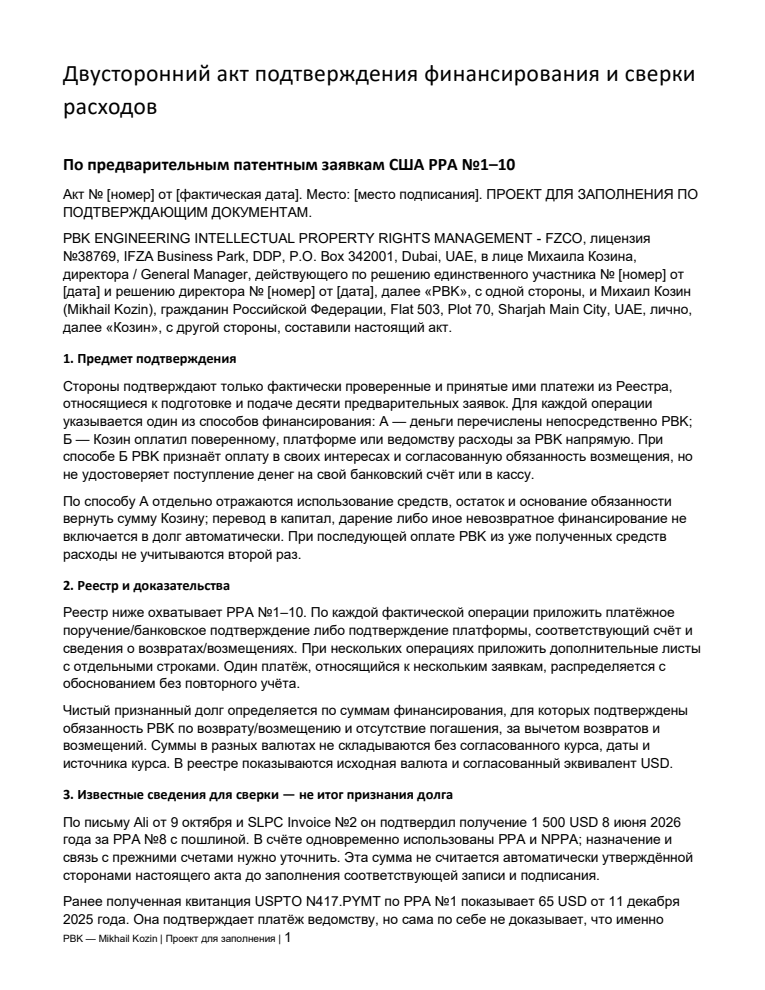 Двусторонний акт подтверждения финансирования и сверки
расходов
По предварительным патентным заявкам США PPA №1–10
Акт № [номер] от [фактическая дата]. Место: [место подписания]. ПРОЕКТ ДЛЯ ЗАПОЛНЕНИЯ ПО
ПОДТВЕРЖДАЮЩИМ ДОКУМЕНТАМ.
PBK ENGINEERING INTELLECTUAL PROPERTY RIGHTS MANAGEMENT - FZCO, лицензия
№38769, IFZA Business Park, DDP, P.O. Box 342001, Dubai, UAE, в лице Михаила Козина,
директора / General Manager, действующего по решению единственного участника № [номер] от
[дата] и решению директора № [номер] от [дата], далее «PBK», с одной стороны, и Михаил Козин
(Mikhail Kozin), гражданин Российской Федерации, Flat 503, Plot 70, Sharjah Main City, UAE, лично,
далее «Козин», с другой стороны, составили настоящий акт.
1. Предмет подтверждения
Стороны подтверждают только фактически проверенные и принятые ими платежи из Реестра,
относящиеся к подготовке и подаче десяти предварительных заявок. Для каждой операции
указывается один из способов финансирования: А — деньги перечислены непосредственно PBK;
Б — Козин оплатил поверенному, платформе или ведомству расходы за PBK напрямую. При
способе Б PBK признаёт оплату в своих интересах и согласованную обязанность возмещения, но
не удостоверяет поступление денег на свой банковский счёт или в кассу.
По способу А отдельно отражаются использование средств, остаток и основание обязанности
вернуть сумму Козину; перевод в капитал, дарение либо иное невозвратное финансирование не
включается в долг автоматически. При последующей оплате PBK из уже полученных средств
расходы не учитываются второй раз.
2. Реестр и доказательства
Реестр ниже охватывает PPA №1–10. По каждой фактической операции приложить платёжное
поручение/банковское подтверждение либо подтверждение платформы, соответствующий счёт и
сведения о возвратах/возмещениях. При нескольких операциях приложить дополнительные листы
с отдельными строками. Один платёж, относящийся к нескольким заявкам, распределяется с
обоснованием без повторного учёта.
Чистый признанный долг определяется по суммам финансирования, для которых подтверждены
обязанность PBK по возврату/возмещению и отсутствие погашения, за вычетом возвратов и
возмещений. Суммы в разных валютах не складываются без согласованного курса, даты и
источника курса. В реестре показываются исходная валюта и согласованный эквивалент USD.
3. Известные сведения для сверки — не итог признания долга
По письму Ali от 9 октября и SLPC Invoice №2 он подтвердил получение 1 500 USD 8 июня 2026
года за PPA №8 с пошлиной. В счёте одновременно использованы PPA и NPPA; назначение и
связь с прежними счетами нужно уточнить. Эта сумма не считается автоматически утверждённой
сторонами настоящего акта до заполнения соответствующей записи и подписания.
Ранее полученная квитанция USPTO N417.PYMT по PPA №1 показывает 65 USD от 11 декабря
2025 года. Она подтверждает платёж ведомству, но сама по себе не доказывает, что именно
PBK — Mikhail Kozin | Проект для заполнения | 1